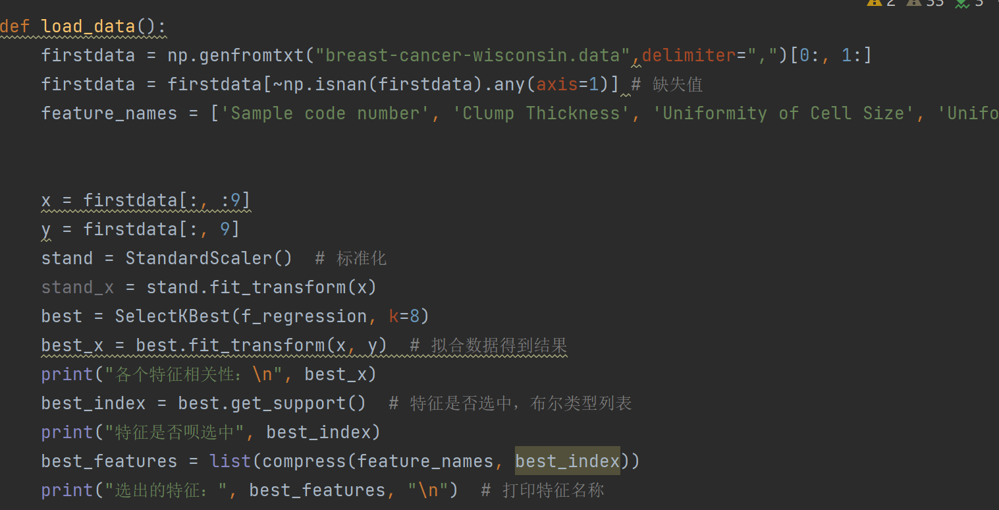 2 33 5
def load_data():
firstdata = np.genfromtxt("breast-cancer-wisconsin.data",delimiter=",")[0:, 1:]
firstdata = firstdata[~np.isnan(firstdata).any(axis=1)] # 缺失值
feature_names = ['Sample code number', 'Clump Thickness', 'Uniformity of Cell Size', 'Unifo
x = firstdata[:, :9]
y = firstdata[:, 9]
stand = StandardScaler()  # 标准化
stand_x = stand.fit_transform(x)
best = SelectKBest(f_regression, k=8)
best_x = best.fit_transform(x, y)  # 拟合数据得到结果
print("各个特征相关性：\n", best_x)
best_index = best.get_support()  # 特征是否选中，布尔类型列表
print("特征是否呗选中", best_index)
best_features = list(compress(feature_names, best_index))
print("选出的特征：", best_features, "\n")  # 打印特征名称